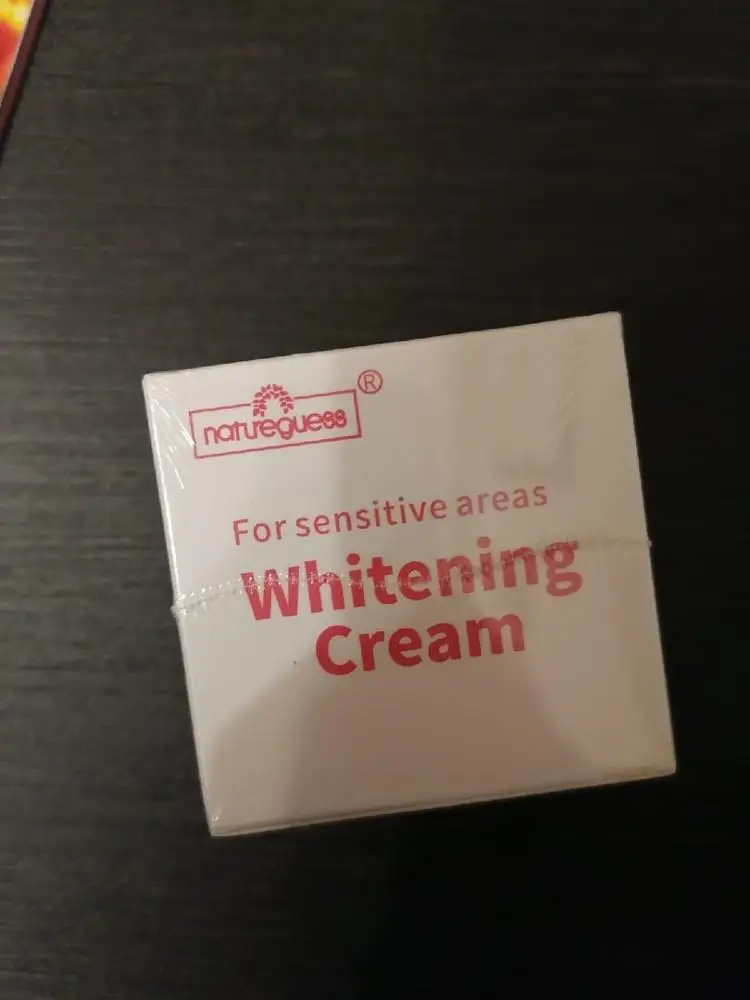 natureguess ®
For sensitive areas
Whitening
Cream